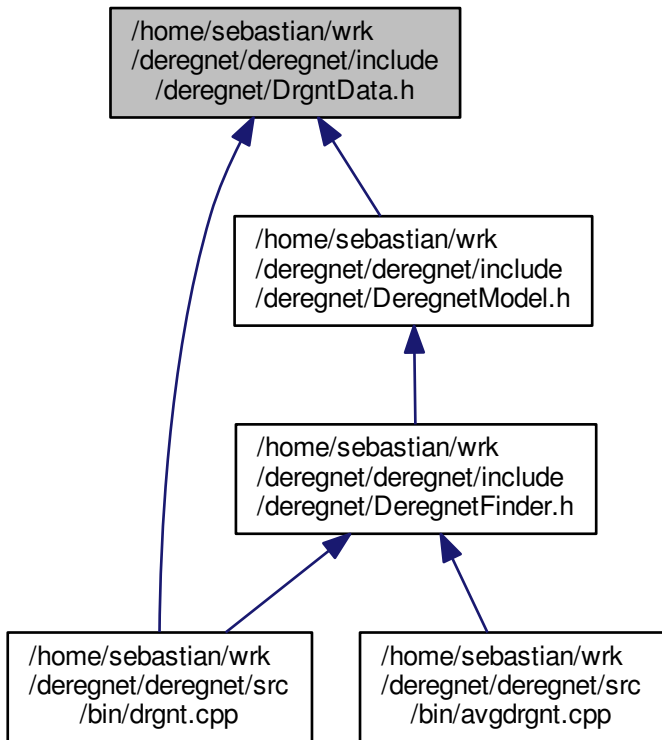 /home/sebastian/wrk
/deregnet/deregnet/include
/deregnet/DrgntData.h
/home/sebastian/wrk
/deregnet/deregnet/include
/deregnet/DeregnetModel.h
/home/sebastian/wrk
/deregnet/deregnet/include
/deregnet/DeregnetFinder.h
/home/sebastian/wrk
/deregnet/deregnet/src
/bin/drgnt.cpp
/home/sebastian/wrk
/deregnet/deregnet/src
/bin/avgdrgnt.cpp